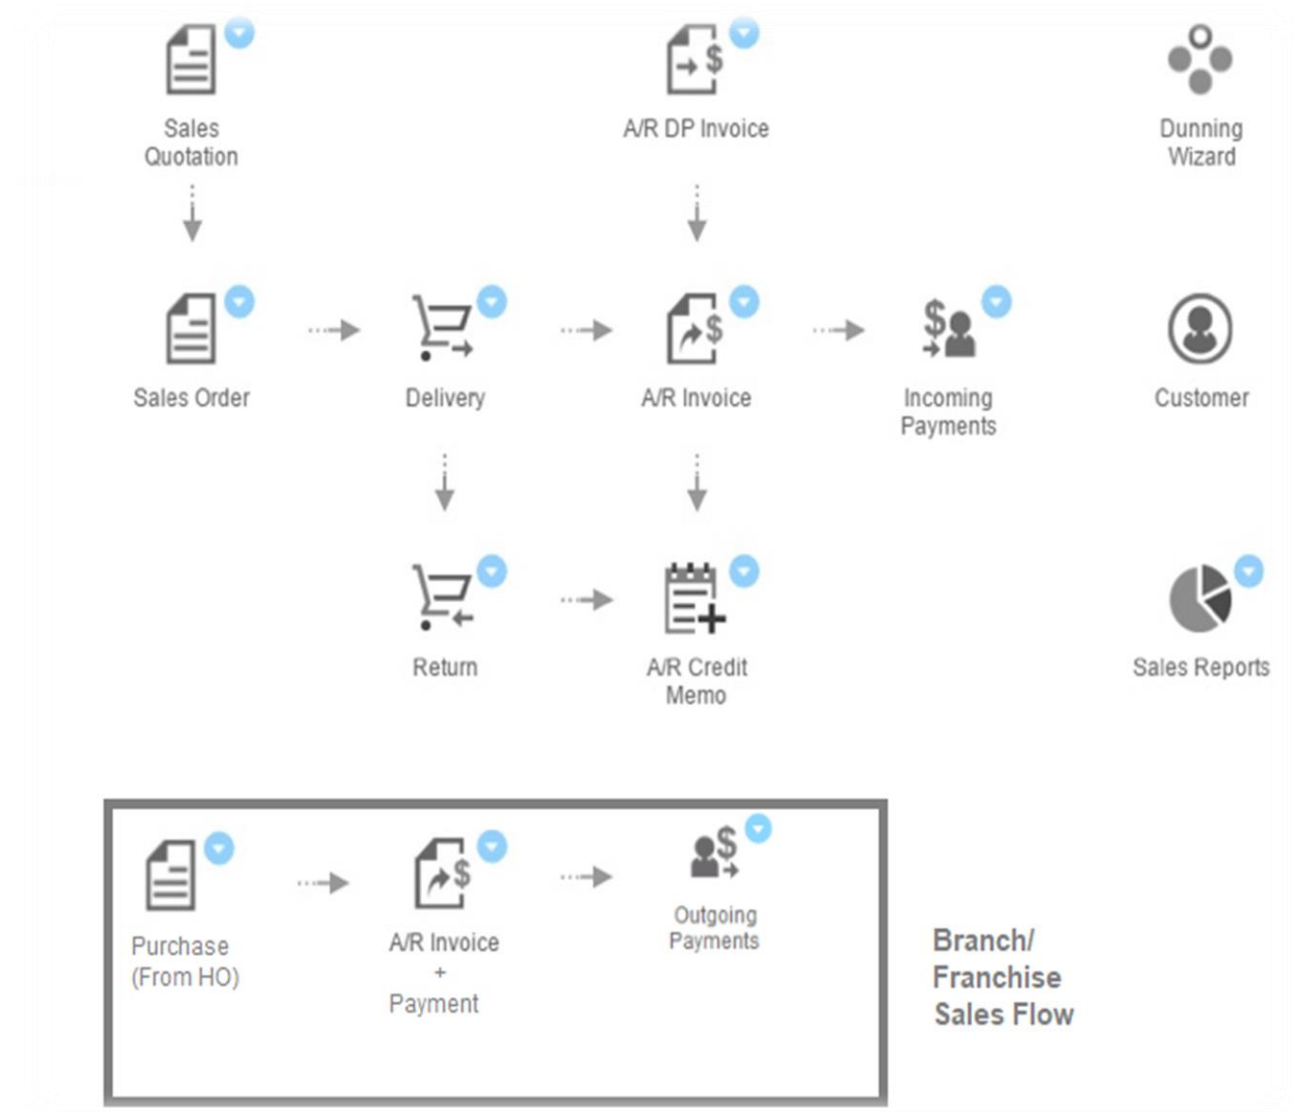 Sales
Quotation
A/R DP Invoice
Dunning
Wizard
Sales Order
Delivery
A/R Invoice
Incoming
Payments
Customer
Return
A/R Credit
Memo
Sales Reports
Purchase
(From HO)
A/R Invoice
+
Payment
Outgoing
Payments
Branch/
Franchise
Sales Flow